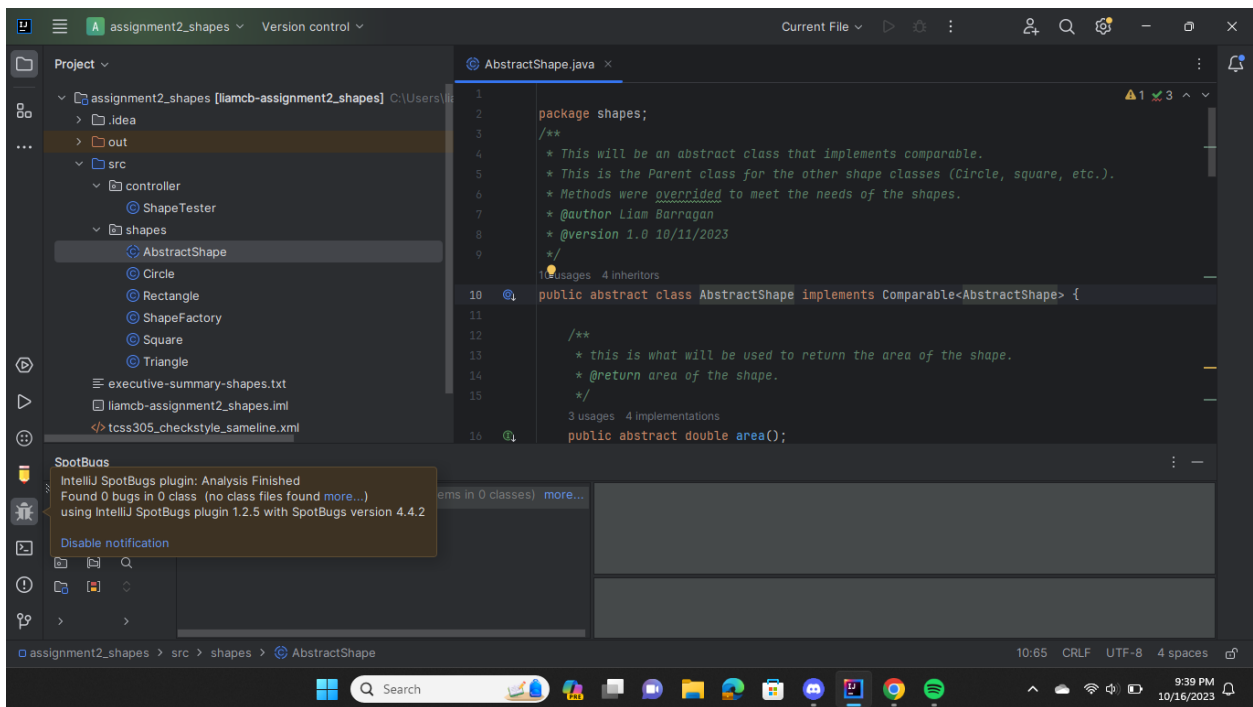 A assignment2_shapes Version control Current File
Project
AbstractShape.java
assignment2_shapes [liamcb-assignment2_shapes] C:\Users\
.idea
out
src
controller
ShapeTester
shapes
AbstractShape
Circle
Rectangle
ShapeFactory
Square
Triangle
executive-summary-shapes.txt
liamcb-assignment2_shapes.iml
tcss305_checkstyle_sameline.xml
1 3
1
2 package shapes;
3 /**
4 * This will be an abstract class that implements comparable.
5 * This is the Parent class for the other shape classes (Circle, square, etc.).
6 * Methods were overrided to meet the needs of the shapes.
7 * @author Liam Barragan
8 * @version 1.0 10/11/2023
9 */
usages 4 inheritors
10 public abstract class AbstractShape implements Comparable<AbstractShape> {
11
12 /**
13 * this is what will be used to return the area of the shape.
14 * @return area of the shape.
15 */
3 usages 4 implementations
16 public abstract double area();
SpotBugs
IntelliJ SpotBugs plugin: Analysis Finished
Found 0 bugs in 0 class (no class files found more...)
using IntelliJ SpotBugs plugin 1.2.5 with SpotBugs version 4.4.2
Disable notification
ems in 0 classes) more...
assignment2_shapes > src > shapes > AbstractShape 10:65 CRLF UTF-8 4 spaces
Search
PRE
9:39 PM
10/16/2023